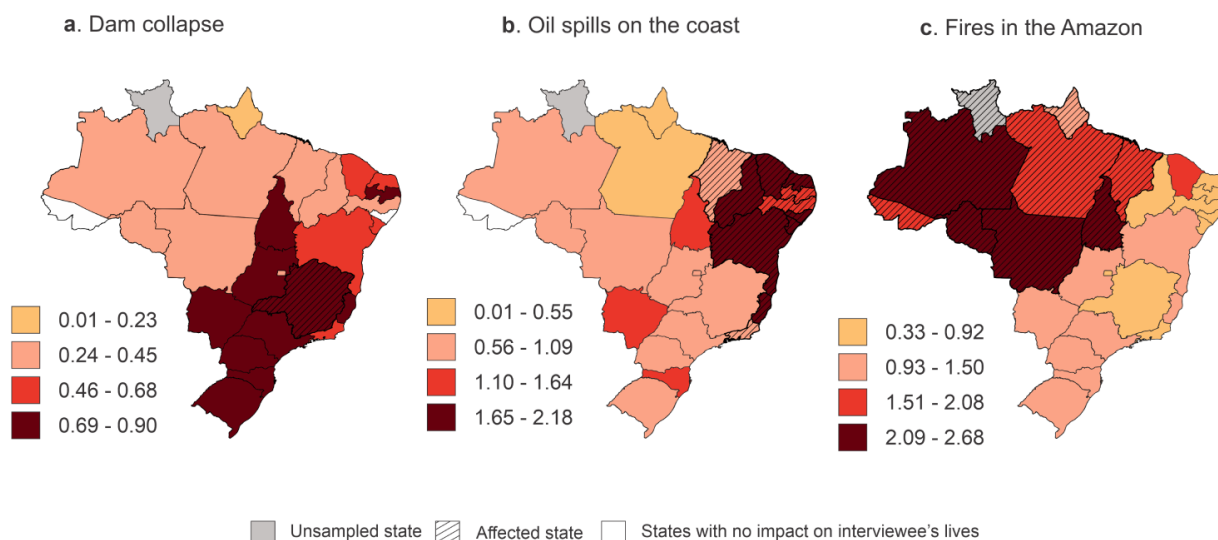 a. Dam collapse
b. Oil spills on the coast
c. Fires in the Amazon
0.01 - 0.23
0.24 - 0.45
0.46 - 0.68
0.69 - 0.90
0.01 - 0.55
0.56 - 1.09
1.10 - 1.64
1.65 - 2.18
0.33 - 0.92
0.93 - 1.50
1.51 - 2.08
2.09 - 2.68
Unsampled state
Affected state
States with no impact on interviewee's lives